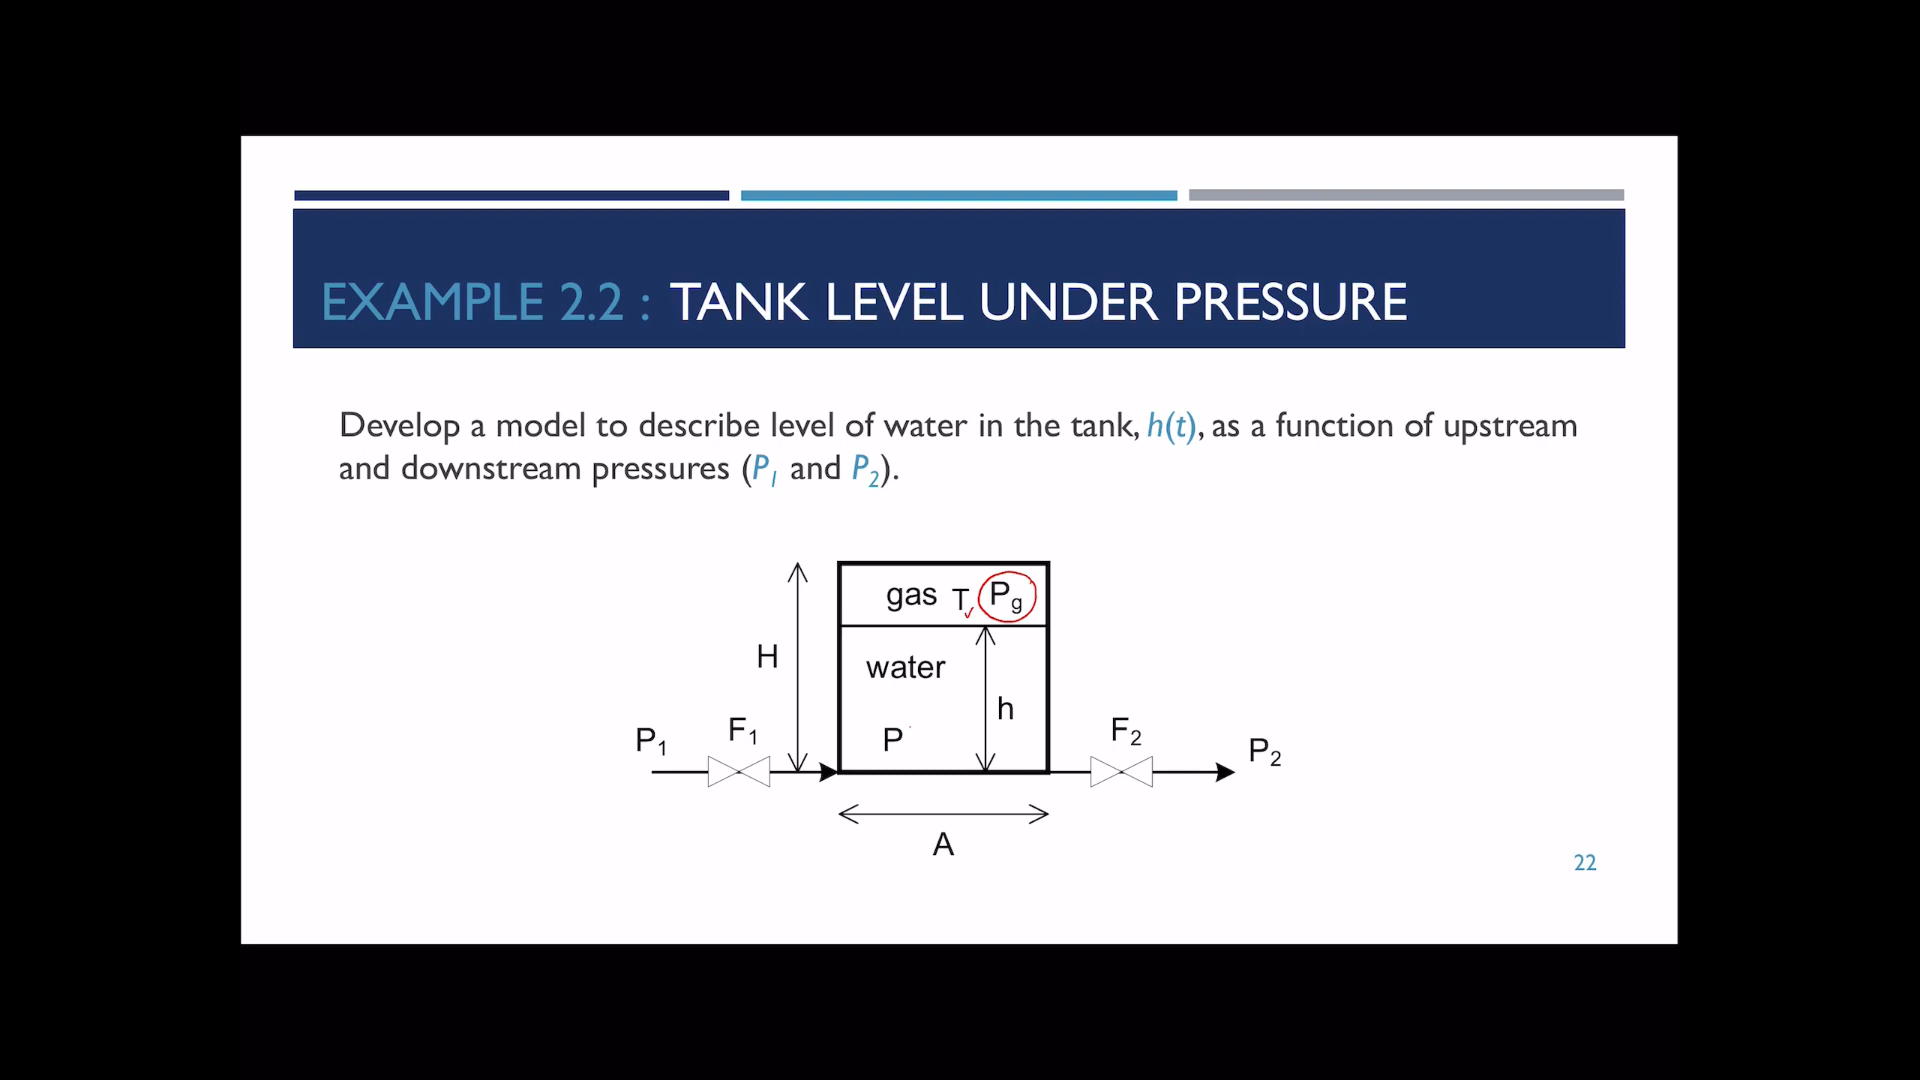 EXAMPLE 2.2 : TANK LEVEL UNDER PRESSURE
Develop a model to describe level of water in the tank, h(t), as a function of upstream
and downstream pressures (P1 and P2).
gas T Pg
H
water
h
P1
F1
P
F2
P2
A
22